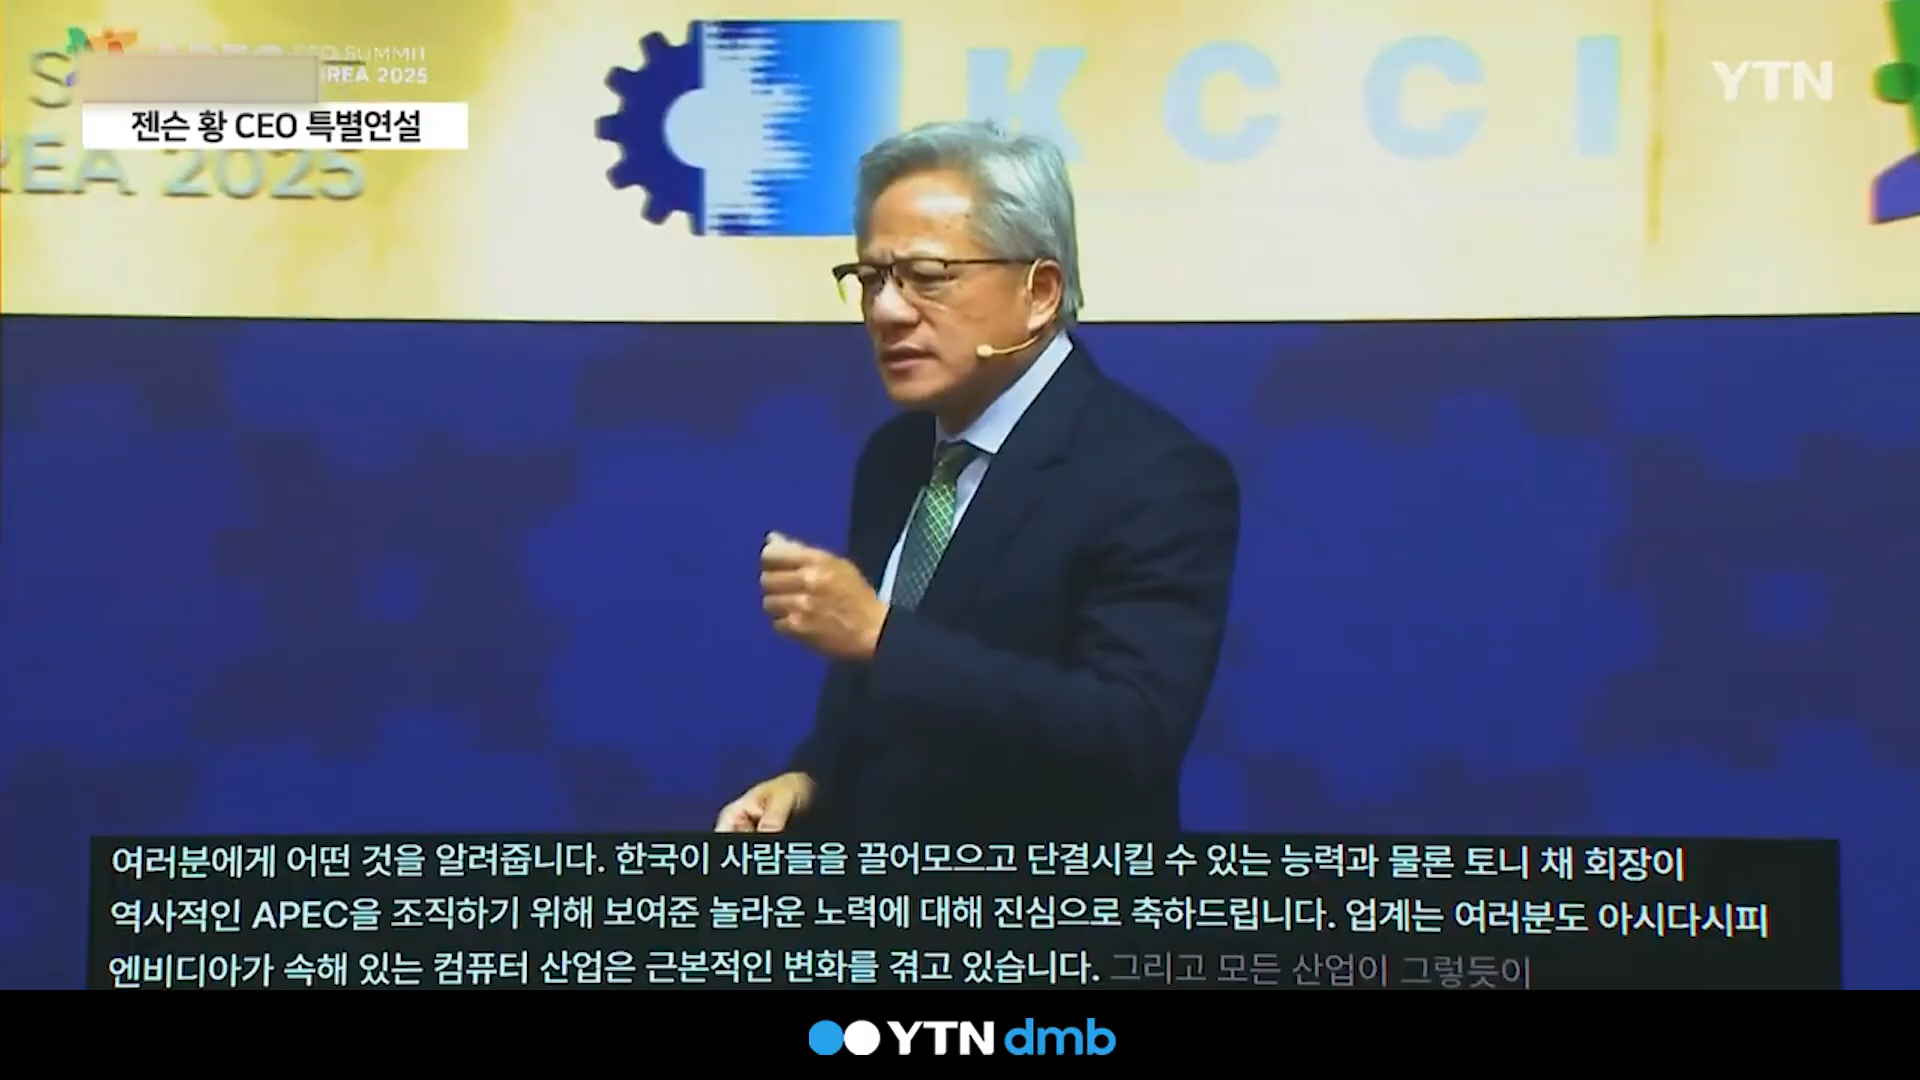 SUMMIT
REA 2025
YTN
젠슨 황 CEO 특별연설
REA 2025
KCCI
여러분에게 어떤 것을 알려줍니다. 한국이 사람들을 끌어모으고 단결시킬 수 있는 능력과 물론 토니 채 회장이
역사적인 APEC을 조직하기 위해 보여준 놀라운 노력에 대해 진심으로 축하드립니다. 업계는 여러분도 아시다시피
엔비디아가 속해 있는 컴퓨터 산업은 근본적인 변화를 겪고 있습니다. 그리고 모든 산업이 그렇듯이
YTN dmb